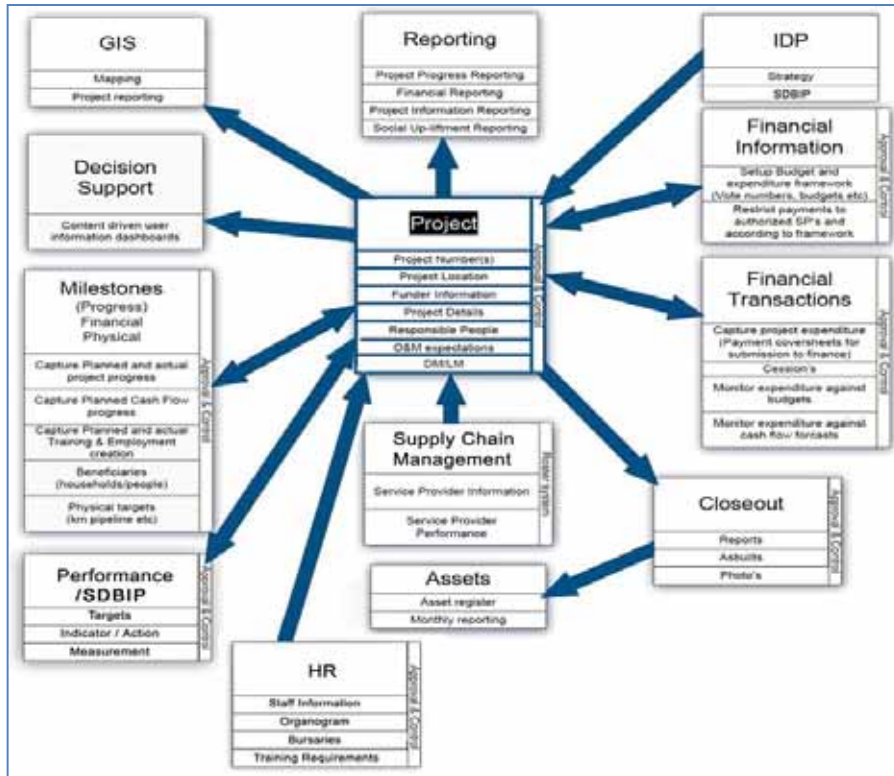 GIS
Mapping
Project reporting
Reporting
Project Progress Reporting
Financial Reporting
Project Information Reporting
Social Up-liftment Reporting
IDP
Strategy
SDBIP
Decision
Support
Content driven user
information dashboards
Project
Project Number(s)
Project Location
Funder Information
Project Details
Responsible People
O&M expectations
DM/LM
Approval & Control
Financial
Information
Setup Budget and
expenditure framework
(Vote numbers, budgets etc)
Restrict payments to
authorized SP's and
according to framework
Approval & Control
Milestones
(Progress)
Financial
Physical
Capture Planned and actual
project progress
Capture Planned Cash Flow
progress
Capture Planned and actual
Training & Employment
creation
Beneficiaries
(households/people)
Physical targets
(km pipeline etc)
Approval & Control
Financial
Transactions
Capture project expenditure
(Payment coversheets for
submission to finance)
Cession's
Monitor expenditure against
budgets
Monitor expenditure against
cash flow forcasts
Approval & Control
Supply Chain
Management
Service Provider Information
Service Provider
Performance
Roster system
Closeout
Reports
Asbuilts
Photo's
Approval & Control
Performance
/SDBIP
Targets
Indicator / Action
Measurement
Approval & Control
Assets
Asset register
Monthly reporting
HR
Staff Information
Organogram
Bursaries
Training Requirements
Approval & Control